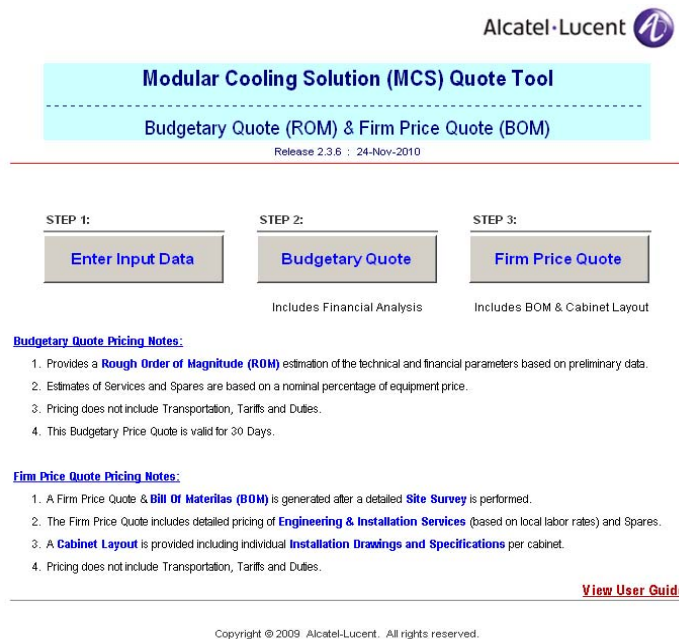 Alcatel·Lucent
Modular Cooling Solution (MCS) Quote Tool
Budgetary Quote (ROM) & Firm Price Quote (BOM)
Release 2.3.6 : 24-Nov-2010
STEP 1: STEP 2: STEP 3:
Enter Input Data Budgetary Quote Firm Price Quote
Includes Financial Analysis Includes BOM & Cabinet Layout
Budgetary Quote Pricing Notes:
1. Provides a Rough Order of Magnitude (ROM) estimation of the technical and financial parameters based on preliminary data.
2. Estimates of Services and Spares are based on a nominal percentage of equipment price.
3. Pricing does not include Transportation, Tariffs and Duties.
4. This Budgetary Price Quote is valid for 30 Days.
Firm Price Quote Pricing Notes:
1. A Firm Price Quote & Bill Of Materilas (BOM) is generated after a detailed Site Survey is performed.
2. The Firm Price Quote includes detailed pricing of Engineering & Installation Services (based on local labor rates) and Spares.
3. A Cabinet Layout is provided including individual Installation Drawings and Specifications per cabinet.
4. Pricing does not include Transportation, Tariffs and Duties.
View User Guid
Copyright © 2009 Alcatel-Lucent. All rights reserved.